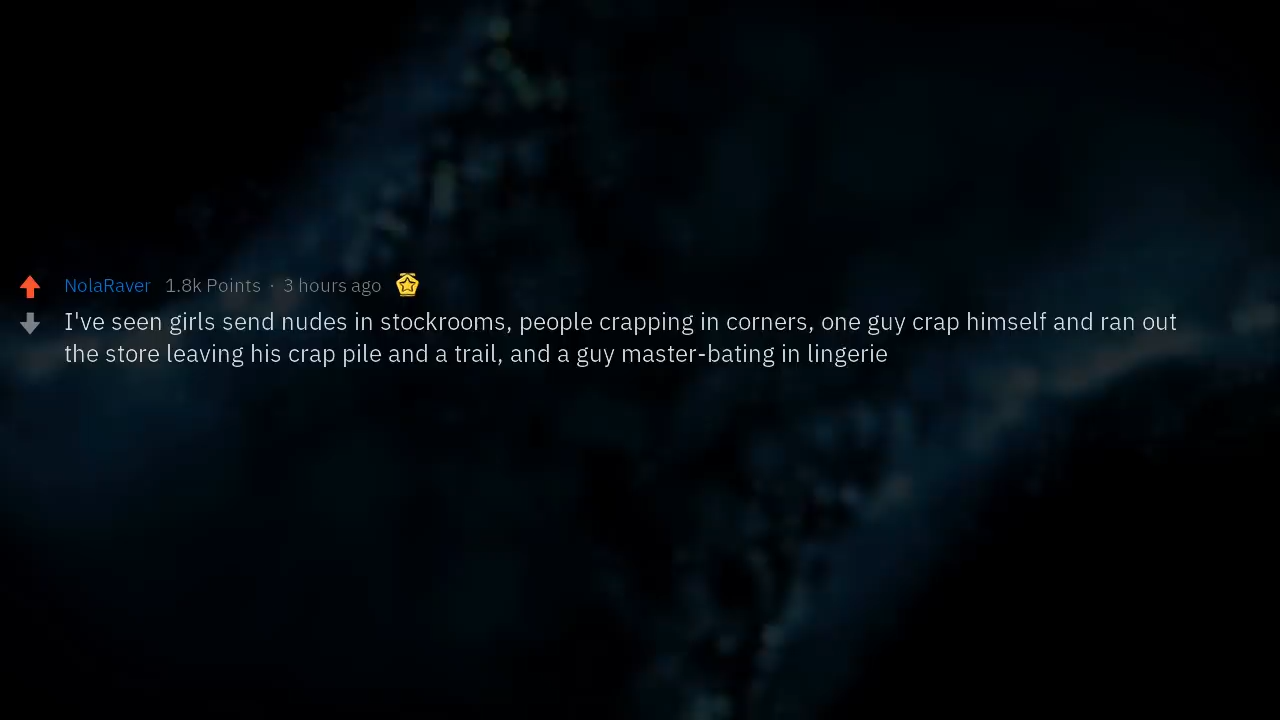 NolaRaver 1.8k Points · 3 hours ago
I've seen girls send nudes in stockrooms, people crapping in corners, one guy crap himself and ran out
the store leaving his crap pile and a trail, and a guy master-bating in lingerie